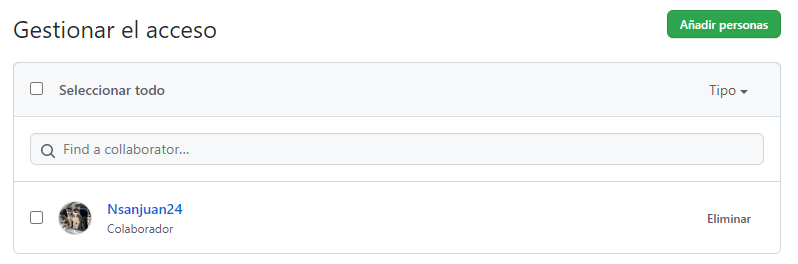 Gestionar el acceso
Añadir personas
Seleccionar todo
Tipo
Find a collaborator...
Nsanjuan24
Colaborador
Eliminar